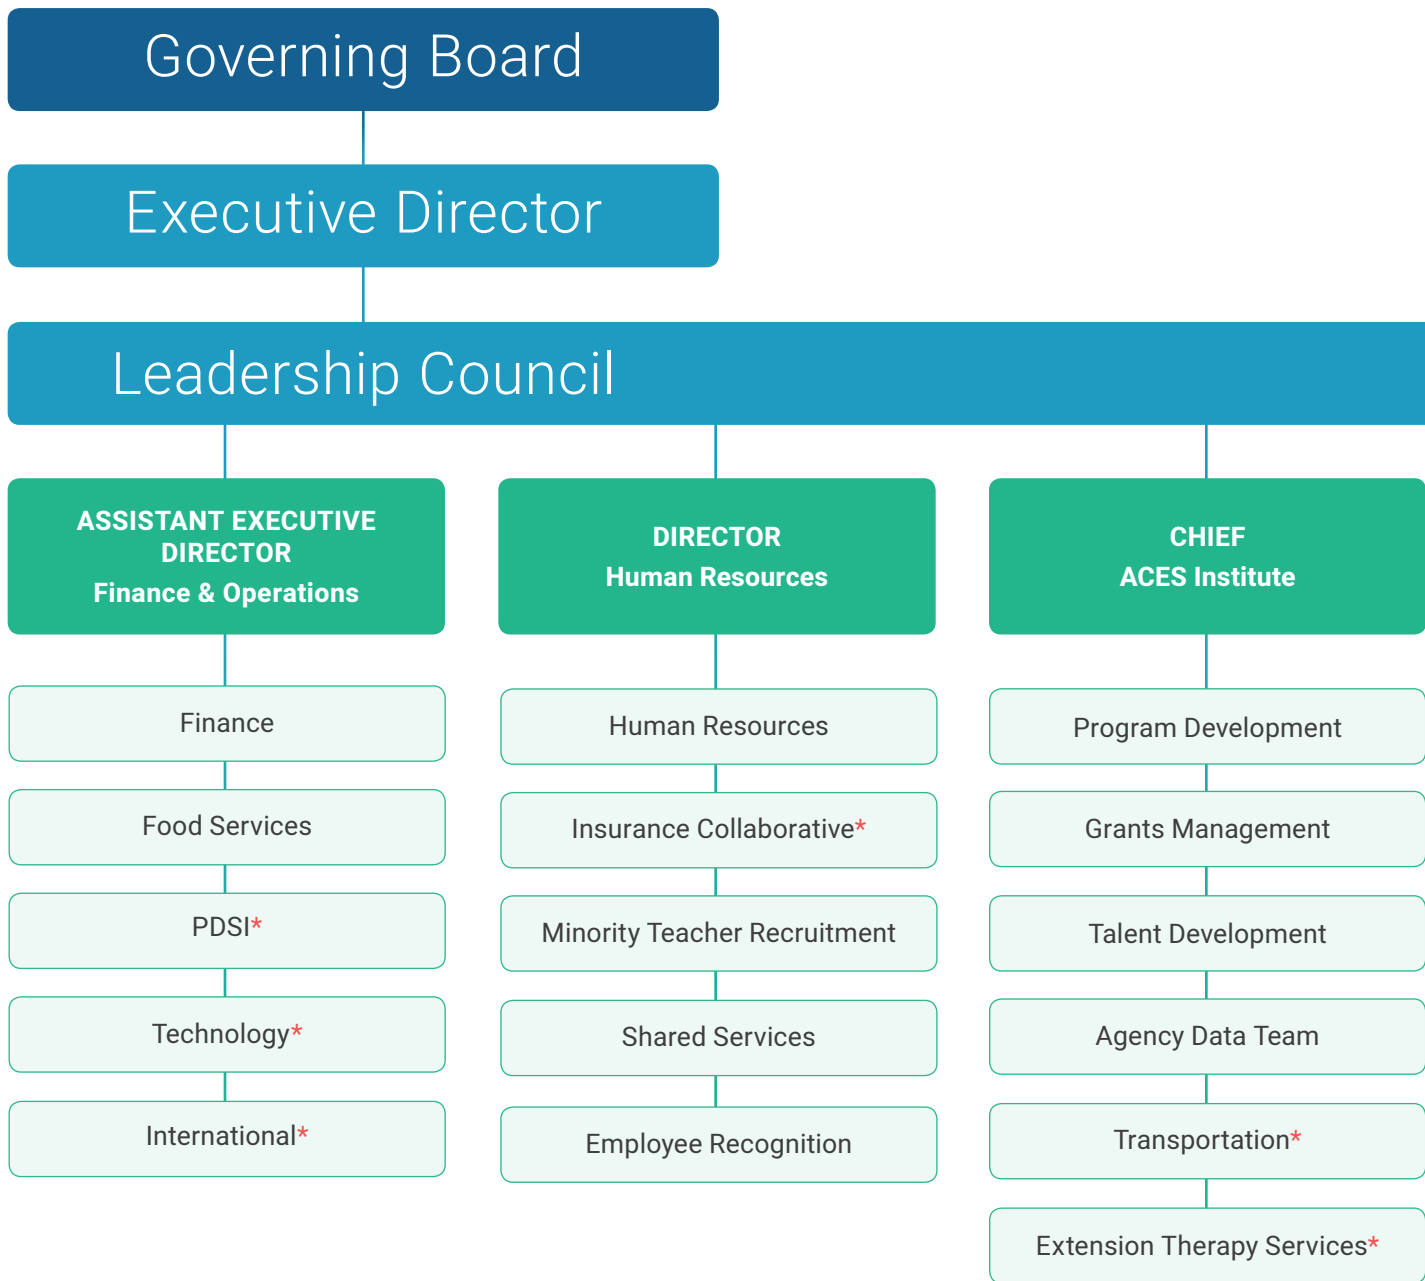 Governing Board
Executive Director
Leadership Council
ASSISTANT EXECUTIVE
DIRECTOR
Finance & Operations
Finance
Food Services
PDSI*
Technology*
International*
DIRECTOR
Human Resources
Human Resources
Insurance Collaborative*
Minority Teacher Recruitment
Shared Services
Employee Recognition
CHIEF
ACES Institute
Program Development
Grants Management
Talent Development
Agency Data Team
Transportation*
Extension Therapy Services*